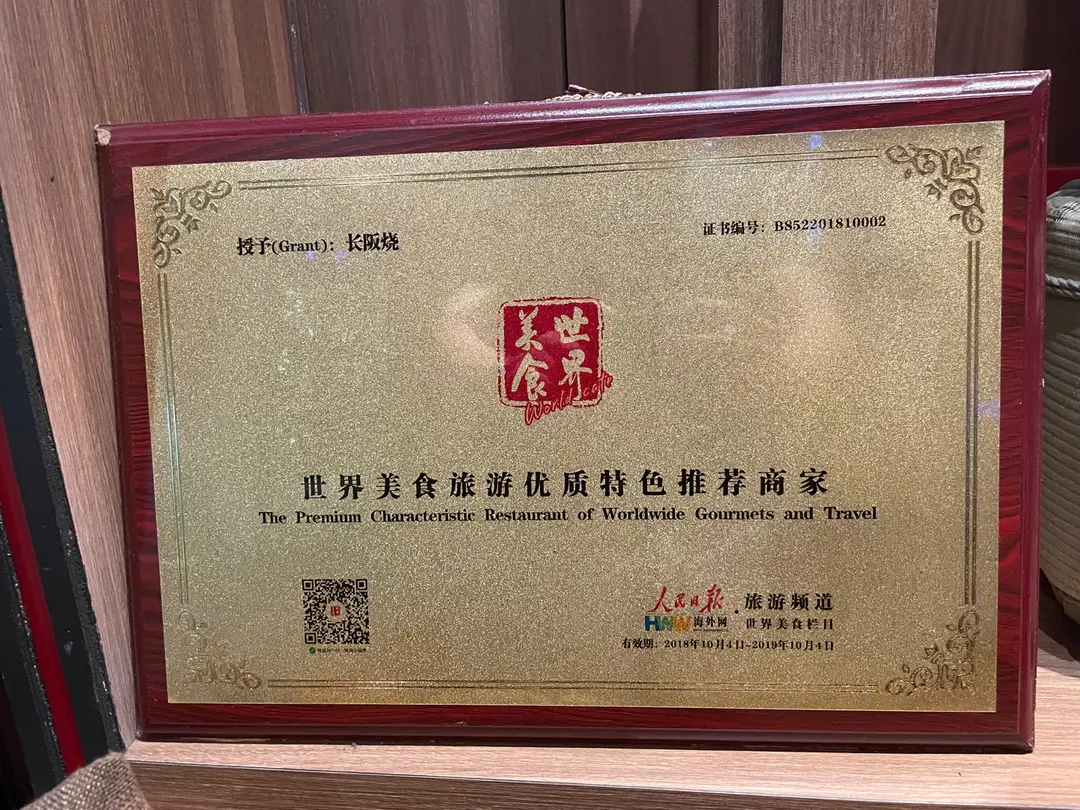 授予(Grant): 长阪烧
证书编号: B852201810002
世界
美食
World cafe
世界美食旅游优质特色推荐商家
The Premium Characteristic Restaurant of Worldwide Gourmets and Travel
人民日报
HWW 海外网
旅游频道
世界美食栏目
有效期: 2018年10月4日~2019年10月4日